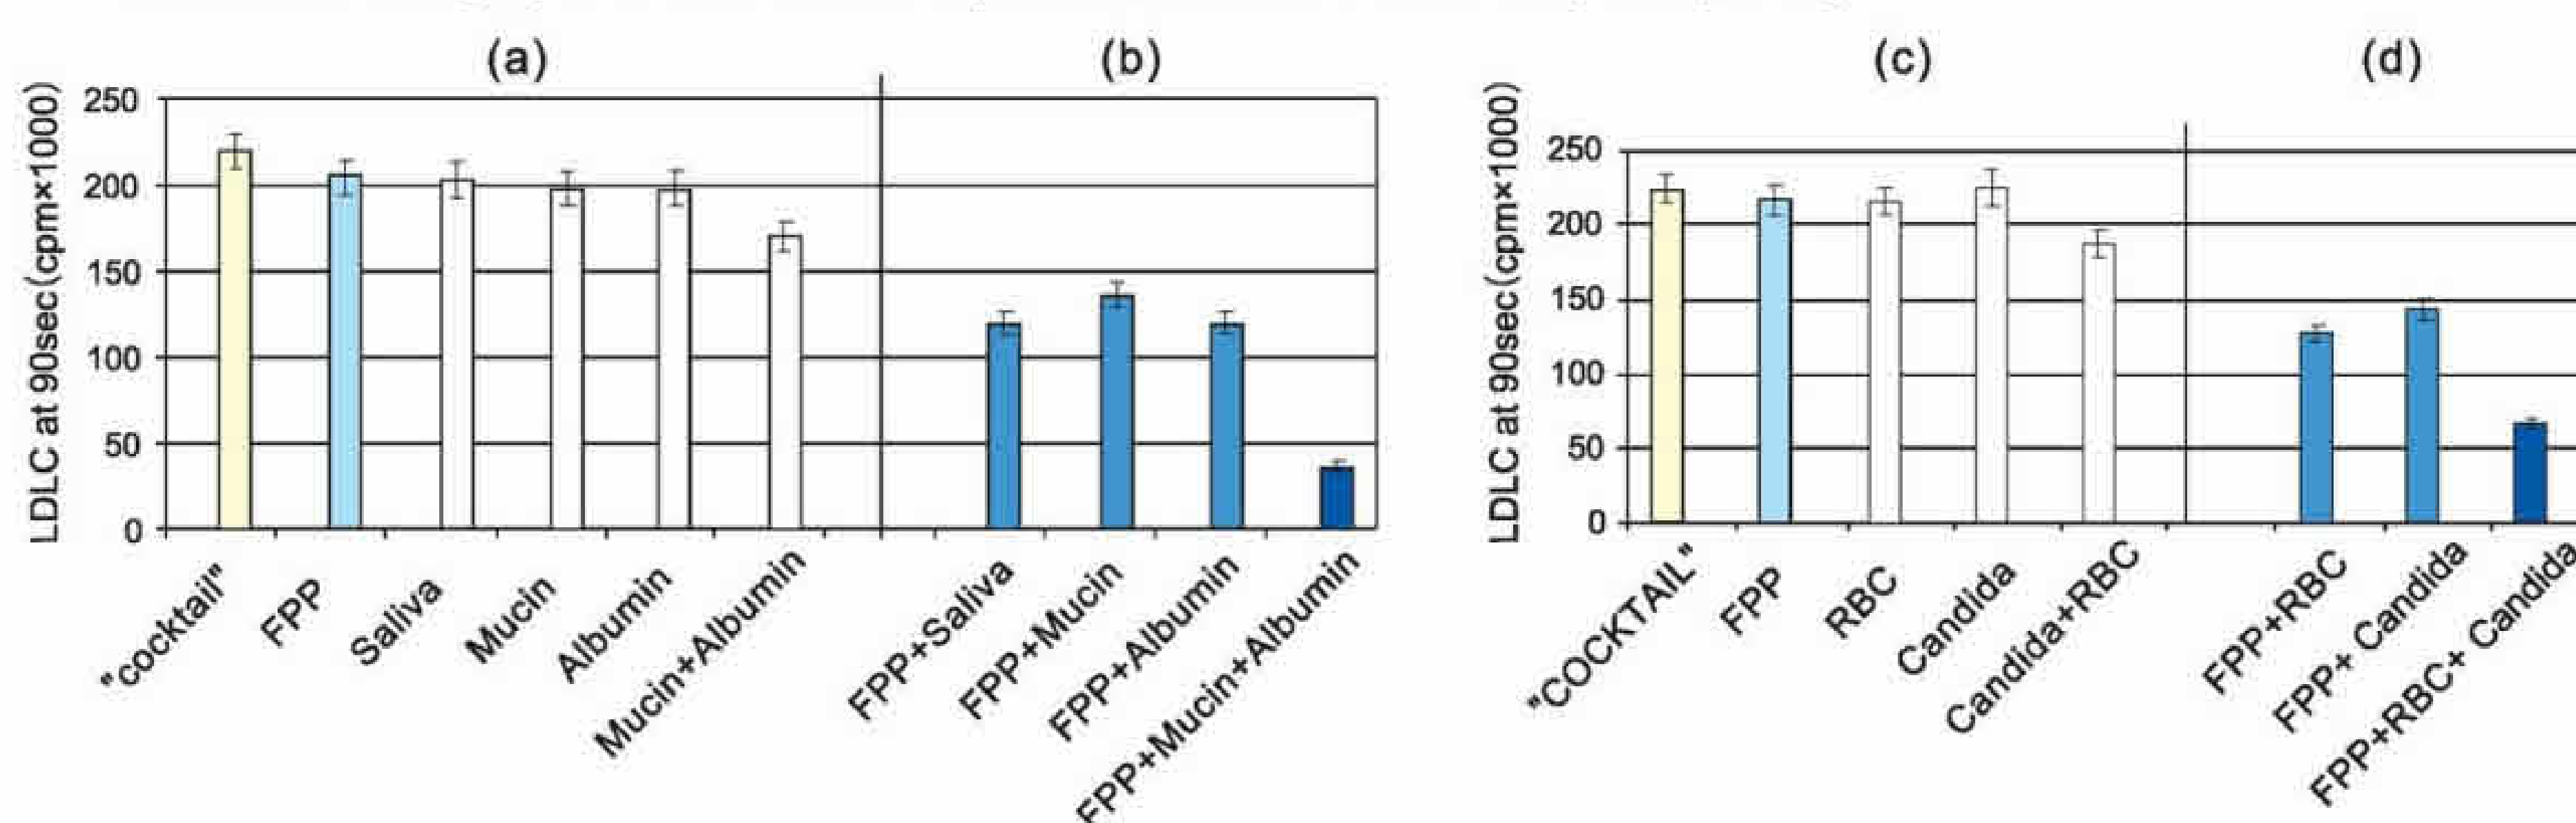 (a)
(b)
LDLC at 90sec(cpm×1000)
250
200
150
100
50
0
"cocktail"
FPP
Saliva
Mucin
Albumin
Mucin+Albumin
FPP+Saliva
FPP+Mucin
FPP+Albumin
FPP+Mucin+Albumin
(c)
(d)
LDLC at 90sec(cpm×1000)
250
200
150
100
50
0
"COCKTAIL"
FPP
RBC
Candida
Candida+RBC
FPP+RBC
FPP+ Candida
FPP+RBC+ Candida